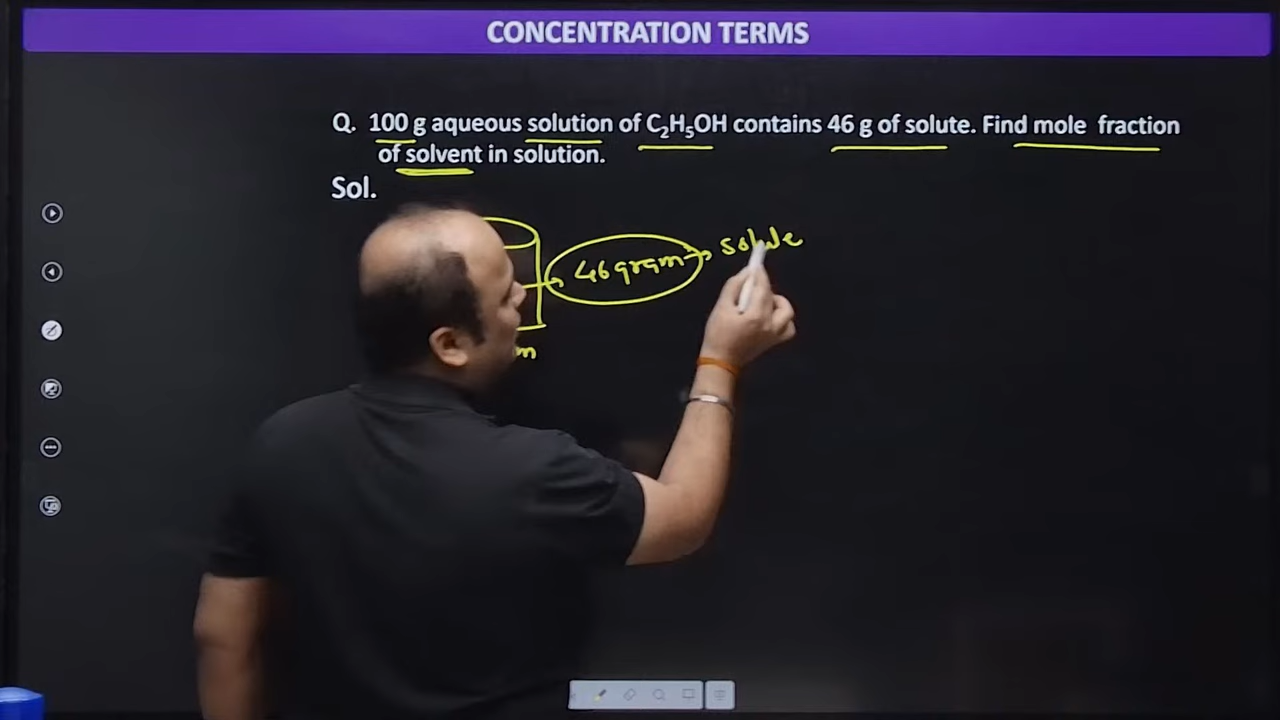 CONCENTRATION TERMS
Q. 100 g aqueous solution of C₂H₅OH contains 46 g of solute. Find mole fraction
of solvent in solution.
Sol.
46 gram → solute